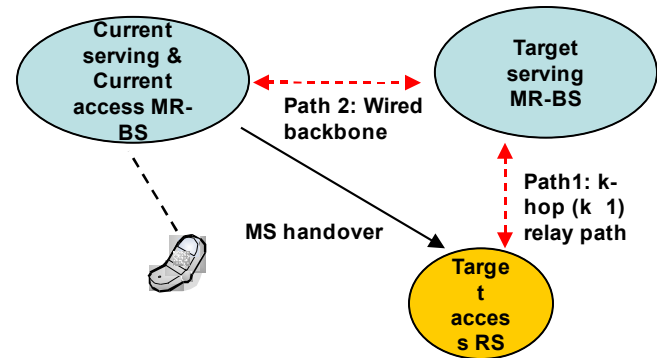 Current
serving &
Current
access MR-
BS
Target
serving
MR-BS
Path 2: Wired
backbone
Path1: k-
hop (k 1)
relay path
MS handover
Targe
t
acces
s RS